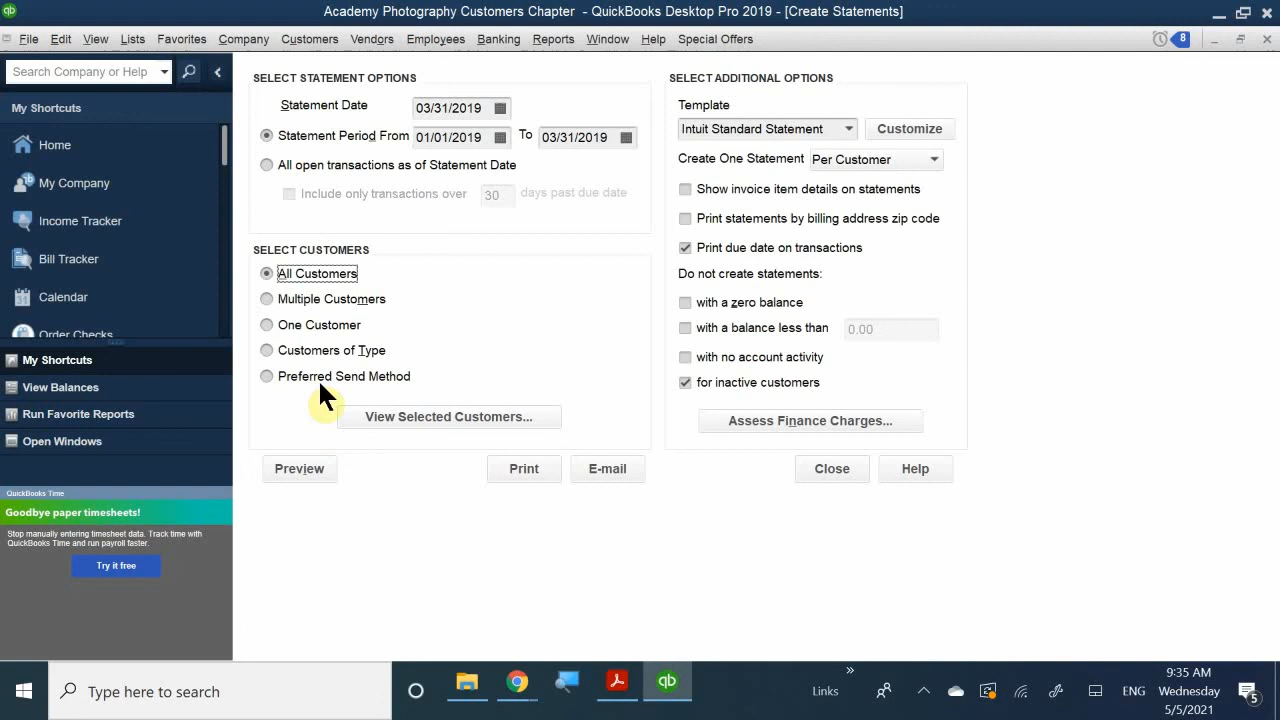 Academy Photography Customers Chapter - QuickBooks Desktop Pro 2019 - [Create Statements]
File Edit View Lists Favorites Company Customers Vendors Employees Banking Reports Window Help Special Offers 8
Search Company or Help
My Shortcuts
Home
My Company
Income Tracker
Bill Tracker
Calendar
Order Checks
My Shortcuts
View Balances
Run Favorite Reports
Open Windows
QuickBooks Time
Goodbye paper timesheets!
Stop manually entering timesheet data. Track time with
QuickBooks Time and run payroll faster.
Try it free
SELECT STATEMENT OPTIONS
Statement Date 03/31/2019
Statement Period From 01/01/2019 To 03/31/2019
All open transactions as of Statement Date
Include only transactions over 30 days past due date
SELECT CUSTOMERS
All Customers
Multiple Customers
One Customer
Customers of Type
Preferred Send Method
View Selected Customers...
Preview Print E-mail
SELECT ADDITIONAL OPTIONS
Template
Intuit Standard Statement Customize
Create One Statement Per Customer
Show invoice item details on statements
Print statements by billing address zip code
Print due date on transactions
Do not create statements:
with a zero balance
with a balance less than 0.00
with no account activity
for inactive customers
Assess Finance Charges...
Close Help
Type here to search
qb
Links
ENG
9:35 AM
Wednesday
5/5/2021
5